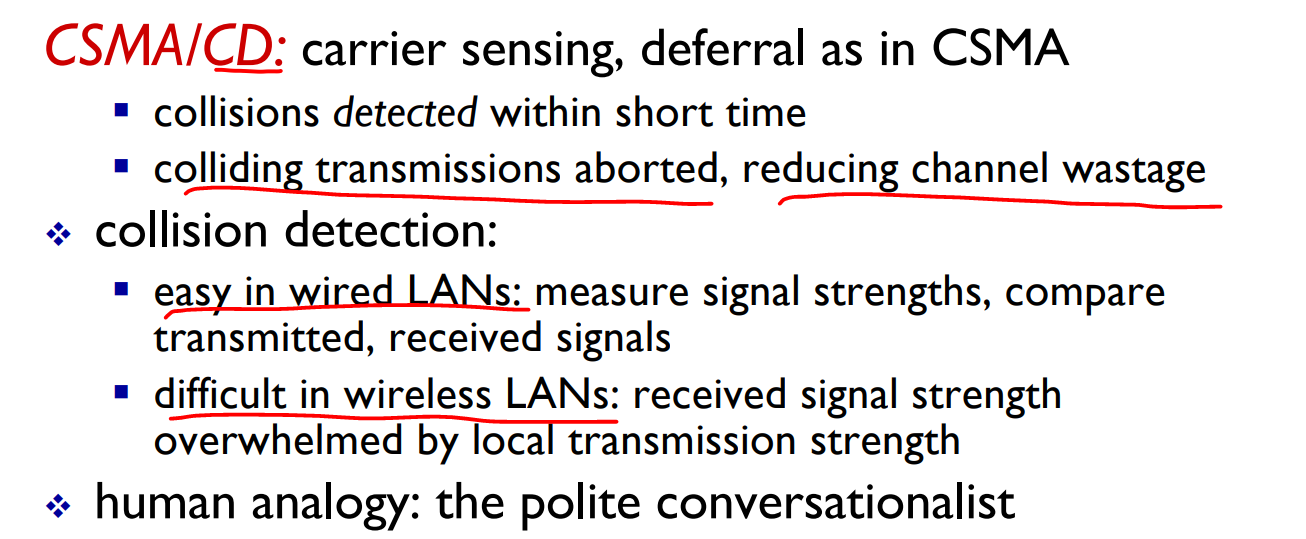 CSMA/CD: carrier sensing, deferral as in CSMA
collisions detected within short time
colliding transmissions aborted, reducing channel wastage
collision detection:
easy in wired LANs: measure signal strengths, compare
transmitted, received signals
difficult in wireless LANs: received signal strength
overwhelmed by local transmission strength
human analogy: the polite conversationalist